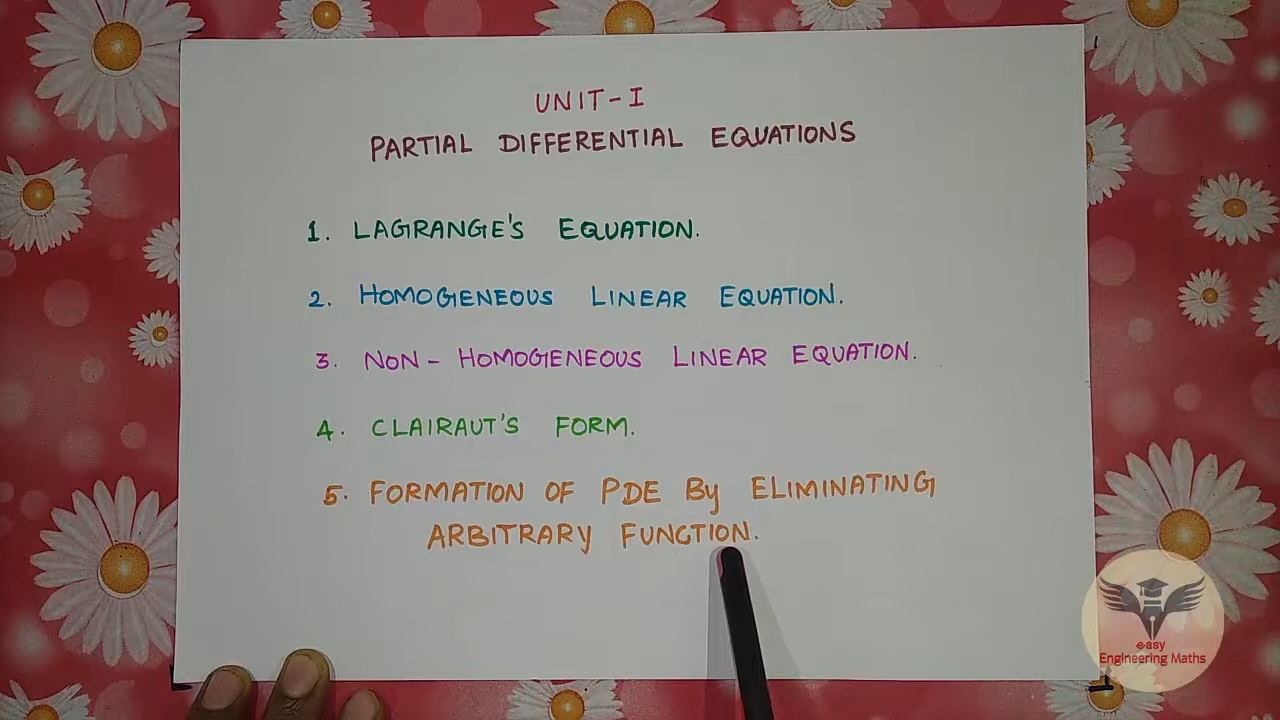 UNIT-I
PARTIAL DIFFERENTIAL EQUATIONS
1. LAGRANGE'S EQUATION.
2. HOMOGENEOUS LINEAR EQUATION.
3. NON-HOMOGENEOUS LINEAR EQUATION.
4. CLAIRAUT'S FORM.
5. FORMATION OF PDE By ELIMINATING
ARBITRARy FUNCTION.
easy
Engineering Maths